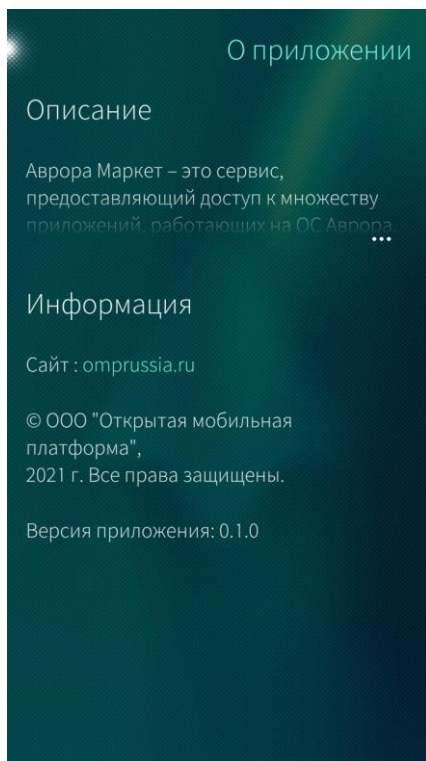 О приложении
Описание
Аврора Маркет – это сервис,
предоставляющий доступ к множеству
приложений, работающих на ОС Аврора.
...
Информация
Сайт : omprussia.ru
© ООО "Открытая мобильная
платформа",
2021 г. Все права защищены.
Версия приложения: 0.1.0